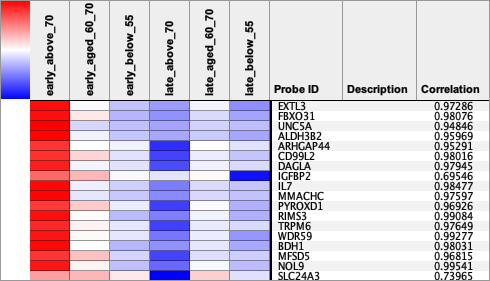 early_above_70
early_aged_60_70
early_below_55
late_above_70
late_aged_60_70
late_below_55
Probe ID Description Correlation
EXTL3 0.97286
FBXO31 0.98076
UNC5A 0.94846
ALDH3B2 0.95969
ARHGAP44 0.95291
CD99L2 0.98016
DAGLA 0.97945
IGFBP2 0.69546
IL7 0.98477
MMACHC 0.97597
PYROXD1 0.96926
RIMS3 0.99084
TRPM6 0.97649
WDR59 0.99277
BDH1 0.98031
MFSD5 0.96815
NOL9 0.99541
SLC24A3 0.73965